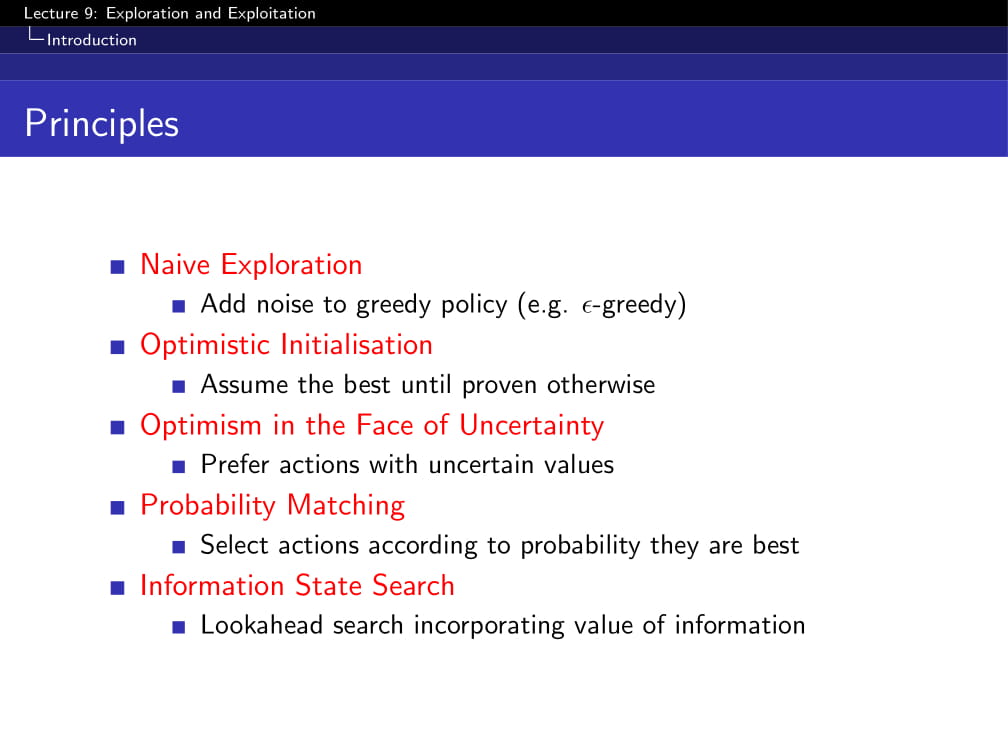 Lecture 9: Exploration and Exploitation
Introduction
Principles
Naive Exploration
Add noise to greedy policy (e.g. ϵ-greedy)
Optimistic Initialisation
Assume the best until proven otherwise
Optimism in the Face of Uncertainty
Prefer actions with uncertain values
Probability Matching
Select actions according to probability they are best
Information State Search
Lookahead search incorporating value of information